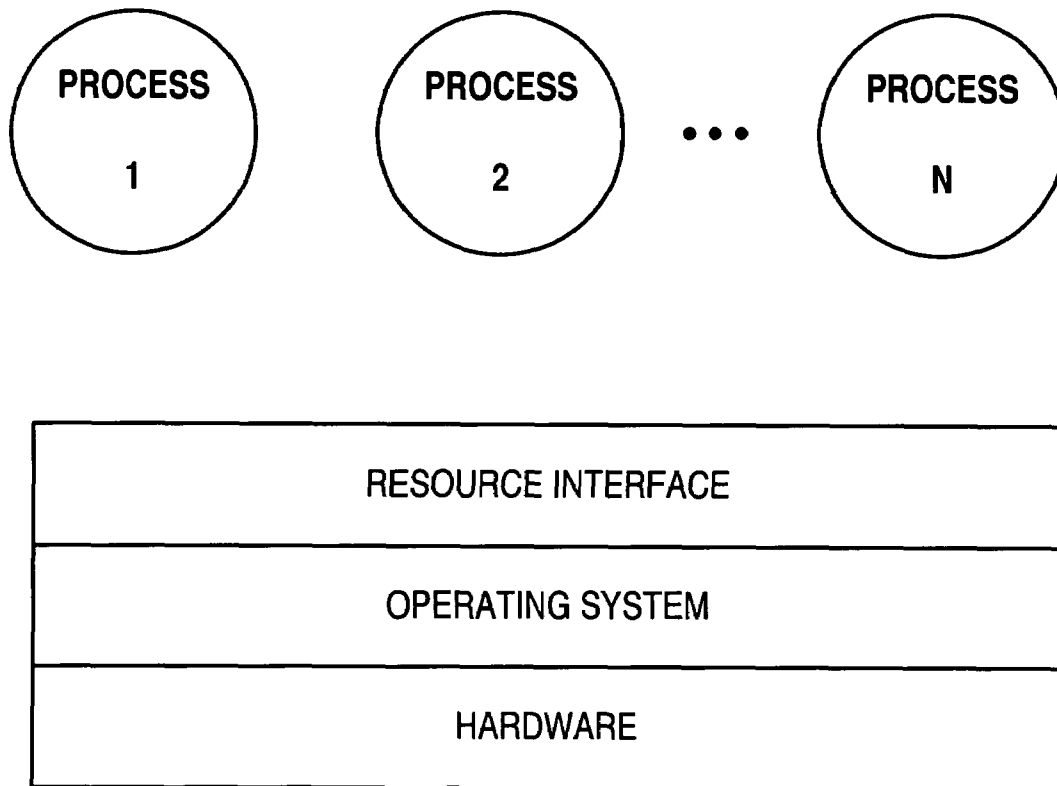 PROCESS
1
PROCESS
2
PROCESS
N
RESOURCE INTERFACE
OPERATING SYSTEM
HARDWARE